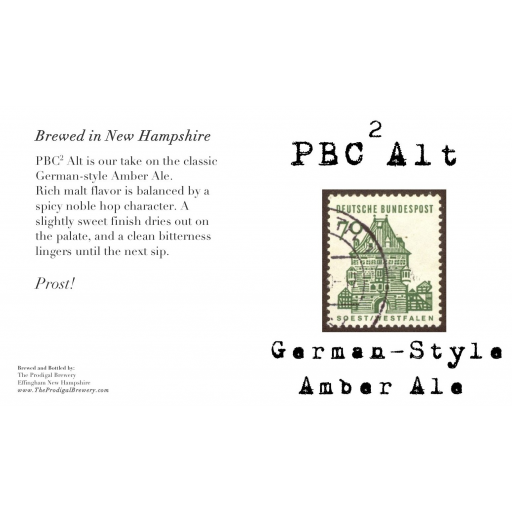 Brewed in New Hampshire
PBC² Alt is our take on the classic
German-style Amber Ale.
Rich malt flavor is balanced by a
spicy noble hop character. A
slightly sweet finish dries out on
the palate, and a clean bitterness
lingers until the next sip.
Prost!
Brewed and Bottled by:
The Prodigal Brewery
Effingham New Hampshire
www.TheProdigalBrewery.com
PBC² Alt
DEUTSCHE BUNDESPOST
SOEST/WESTFALEN
German-Style
Amber Ale